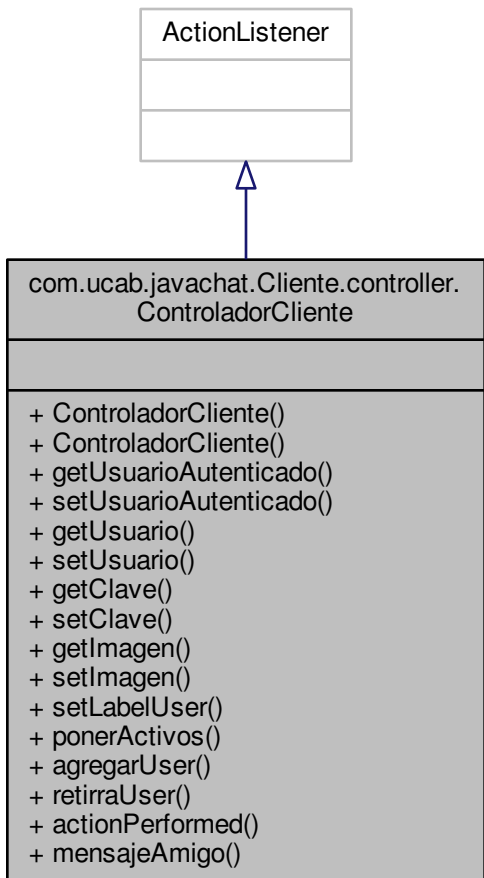 ActionListener
com.ucab.javachat.Cliente.controller.
ControladorCliente
+ ControladorCliente()
+ ControladorCliente()
+ getUsuarioAutenticado()
+ setUsuarioAutenticado()
+ getUsuario()
+ setUsuario()
+ getClave()
+ setClave()
+ getImagen()
+ setImagen()
+ setLabelUser()
+ ponerActivos()
+ agregarUser()
+ retirraUser()
+ actionPerformed()
+ mensajeAmigo()